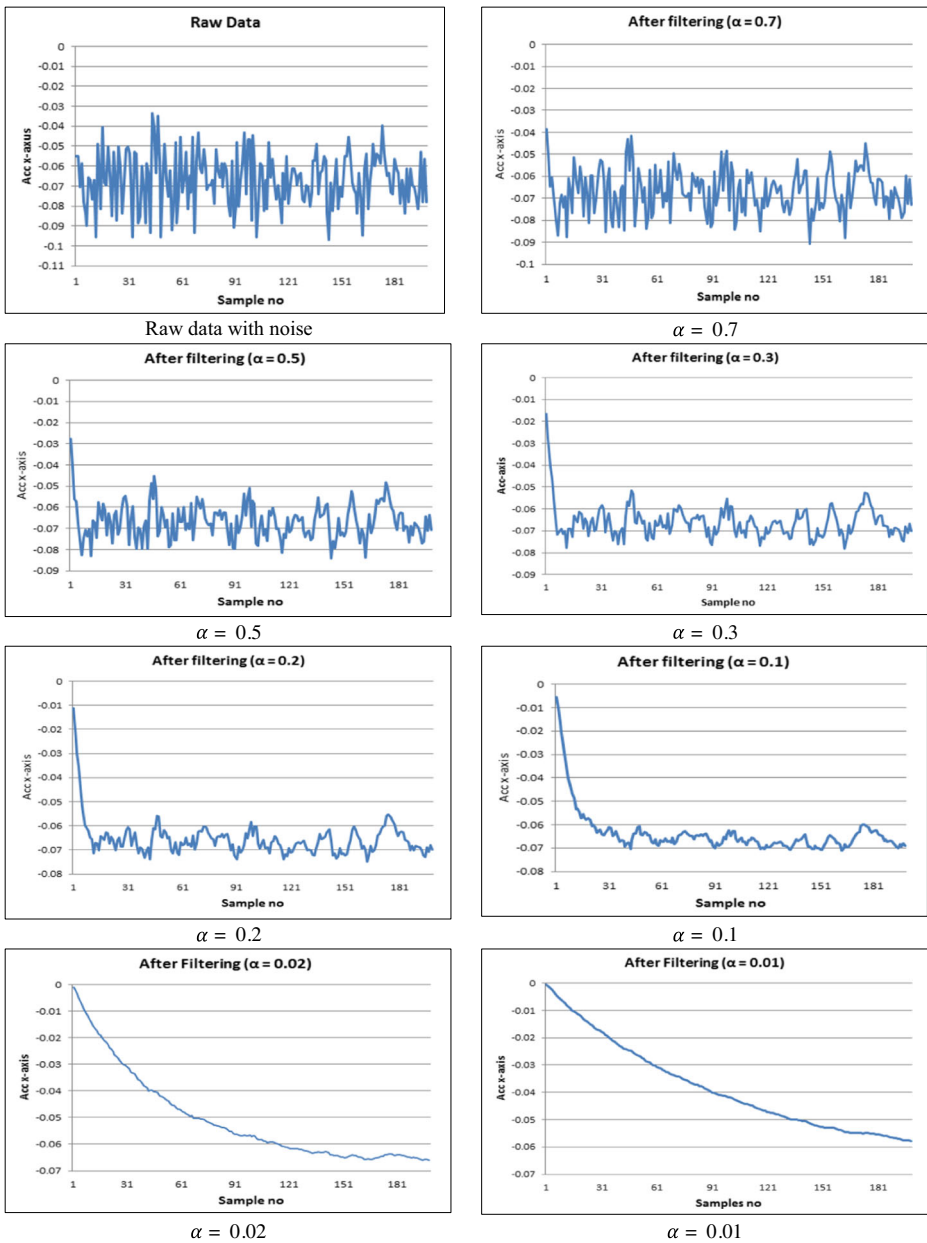 Raw Data
0
-0.01
-0.02
-0.03
-0.04
-0.05
-0.06
-0.07
-0.08
-0.09
-0.1
-0.11
Acc x-axus
1 31 61 91 121 151 181
Sample no
Raw data with noise
After filtering (α = 0.7)
0
-0.01
-0.02
-0.03
-0.04
-0.05
-0.06
-0.07
-0.08
-0.09
-0.1
Acc x-axis
1 31 61 91 121 151 181
Sample no
α = 0.7
After filtering (α = 0.5)
0
-0.01
-0.02
-0.03
-0.04
-0.05
-0.06
-0.07
-0.08
-0.09
Acc x-axis
1 31 61 91 121 151 181
Sample no
α = 0.5
After filtering (α = 0.3)
0
-0.01
-0.02
-0.03
-0.04
-0.05
-0.06
-0.07
-0.08
-0.09
Acc-axis
1 31 61 91 121 151 181
Sample no
α = 0.3
After filtering (α = 0.2)
0
-0.01
-0.02
-0.03
-0.04
-0.05
-0.06
-0.07
-0.08
Acc x-axis
1 31 61 91 121 151 181
Sample no
α = 0.2
After filtering (α = 0.1)
0
-0.01
-0.02
-0.03
-0.04
-0.05
-0.06
-0.07
-0.08
Acc x-axis
1 31 61 91 121 151 181
Sample no
α = 0.1
After Filtering (α = 0.02)
0
-0.01
-0.02
-0.03
-0.04
-0.05
-0.06
-0.07
Acc x-axis
1 31 61 91 121 151 181
Sample no
α = 0.02
After Filtering (α = 0.01)
0
-0.01
-0.02
-0.03
-0.04
-0.05
-0.06
-0.07
Acc x-axis
1 31 61 91 121 151 181
Samples no
α = 0.01